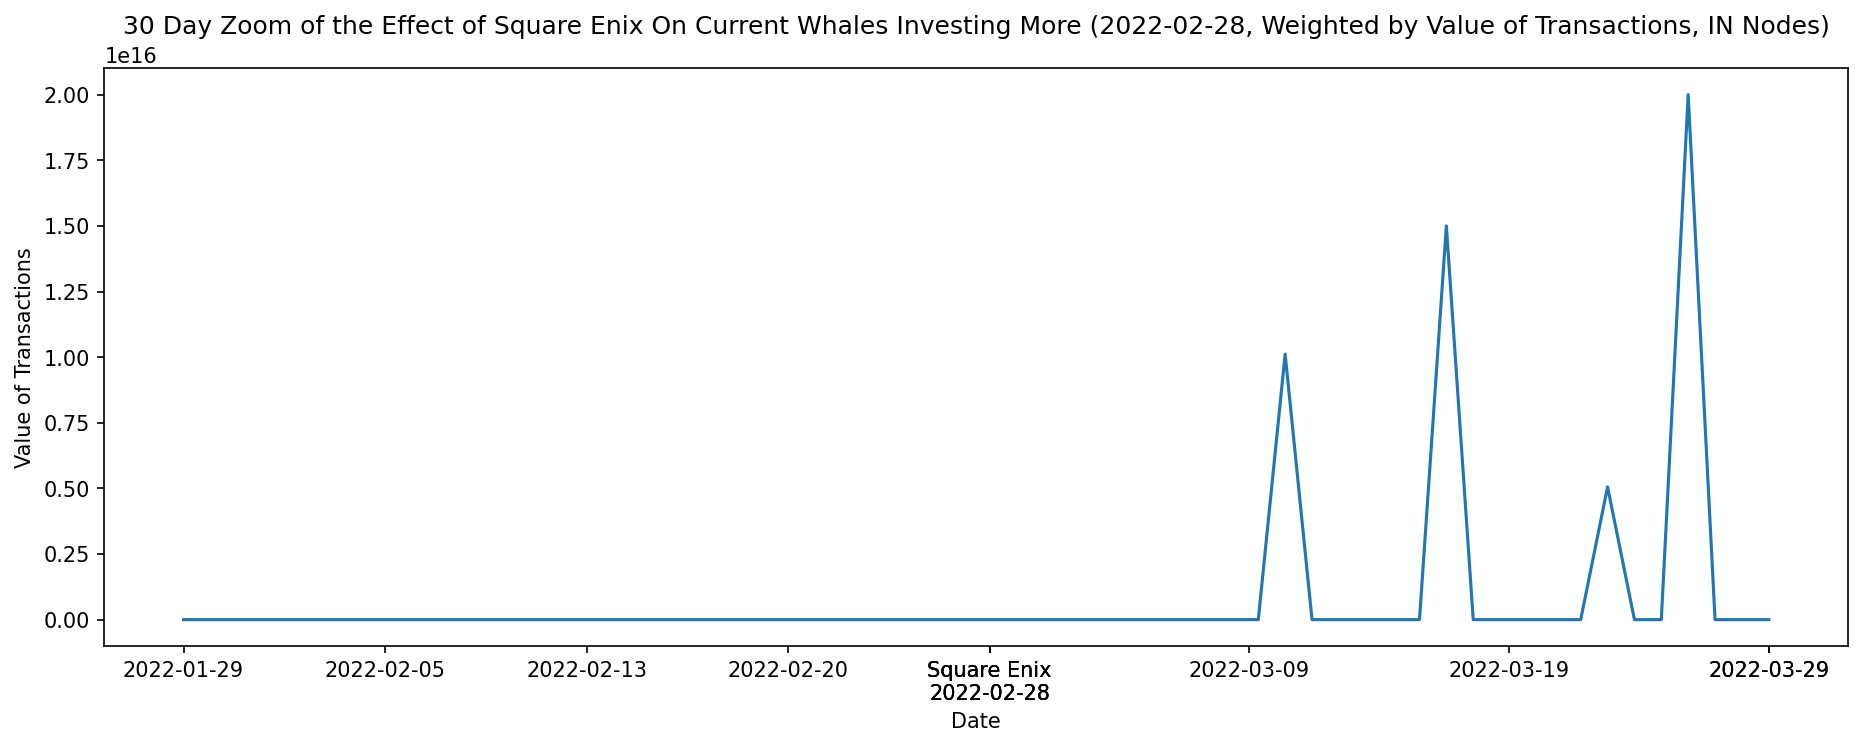 30 Day Zoom of the Effect of Square Enix On Current Whales Investing More (2022-02-28, Weighted by Value of Transactions, IN Nodes)
1e16
2.00
1.75
1.50
1.25
1.00
0.75
0.50
0.25
0.00
Value of Transactions
2022-01-29 2022-02-05 2022-02-13 2022-02-20 Square Enix 2022-03-09 2022-03-19 2022-03-29
2022-02-28
Date